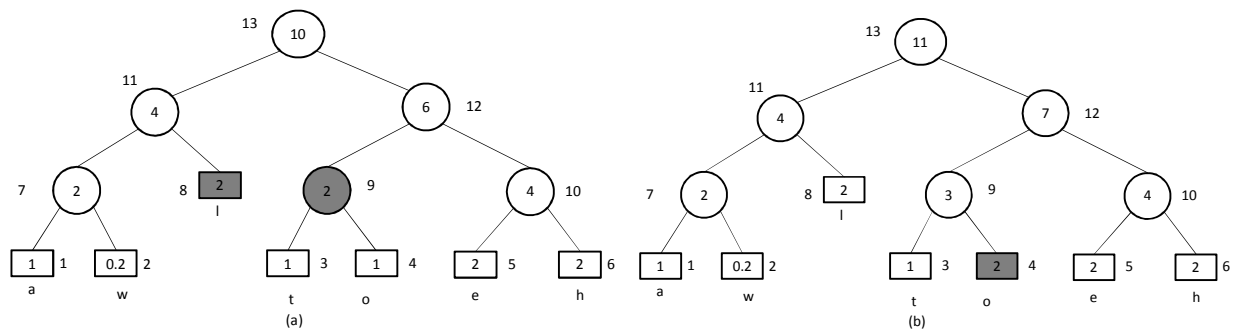 13 10
11 4 6 12
7 2 8 2 2 9 4 10
l
1 1 0.2 2 1 3 1 4 2 5 2 6
a w t o e h
(a)
13 11
11 4 7 12
7 2 8 2 3 9 4 10
l
1 1 0.2 2 1 3 2 4 2 5 2 6
a w t o e h
(b)